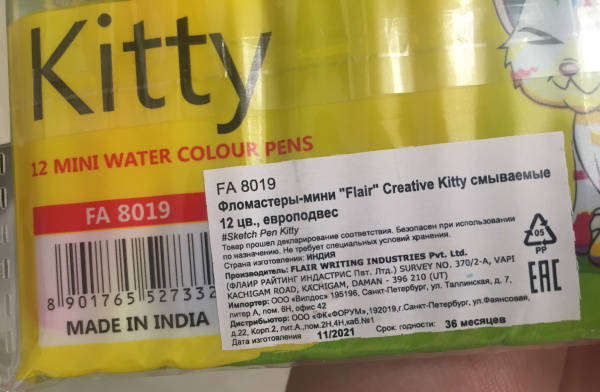 Kitty
12 MINI WATER COLOUR PENS
FA 8019
8 901765 527332
MADE IN INDIA
FA 8019
Фломастеры-мини "Flair" Creative Kitty смываемые
12 цв., европодвес
#Sketch Pen Kitty
Товар прошел декларирование соответствия. Безопасен при использовании
по назначению. Не требует специальных условий хранения.
Страна изготовления: ИНДИЯ
Производитель: FLAIR WRITING INDUSTRIES Pvt. Ltd.
(ФЛАИР РАЙТИНГ ИНДАСТРИС Пвт. Лтд.) SURVEY NO. 370/2-A, VAPI
KACHIGAM ROAD, KACHIGAM, DAMAN - 396 210 (UT)
Импортер: ООО «Вилдос» 195196, Санкт-Петербург, ул. Таллинская, д. 7,
литер А, пом. 8Н, офис 42
Дистрибьютор: ООО «ФК«ФОРУМ»,192019,г.Санкт-Петербург, ул.Фаянсовая,
д.22, Корп.2, лит.А.,пом.2Н,4Н,каб.№1
Дата изготовления 11/2021 Срок годности: 36 месяцев
05
PP
EAC